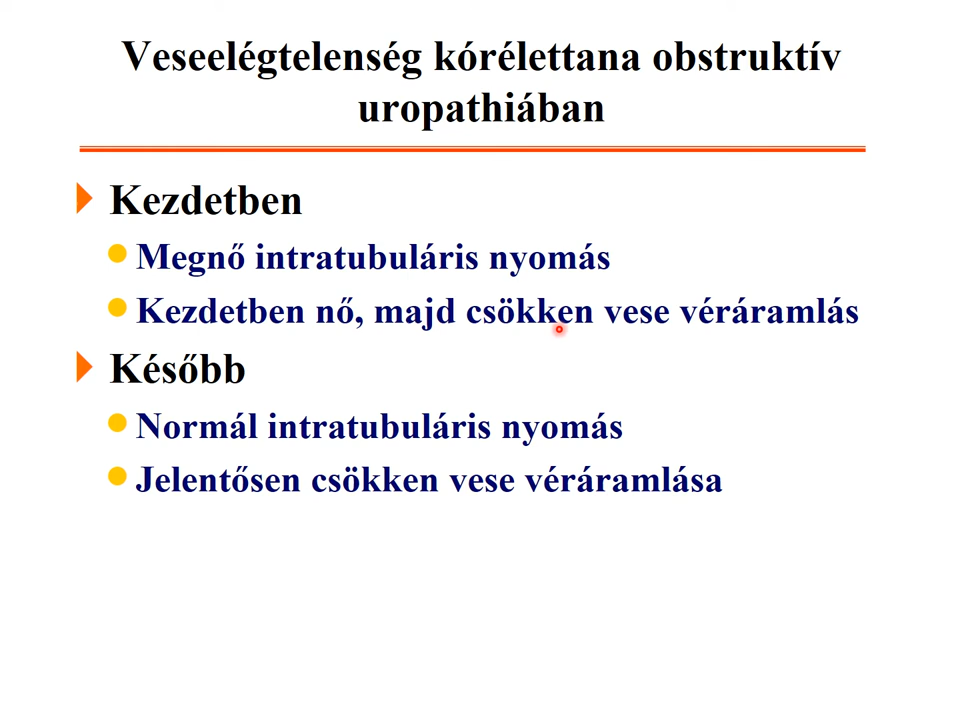 Veseelégtelenség kórélettana obstruktív
uropathiában
Kezdetben
Megnő intratubuláris nyomás
Kezdetben nő, majd csökken vese véráramlás
Később
Normál intratubuláris nyomás
Jelentősen csökken vese véráramlása